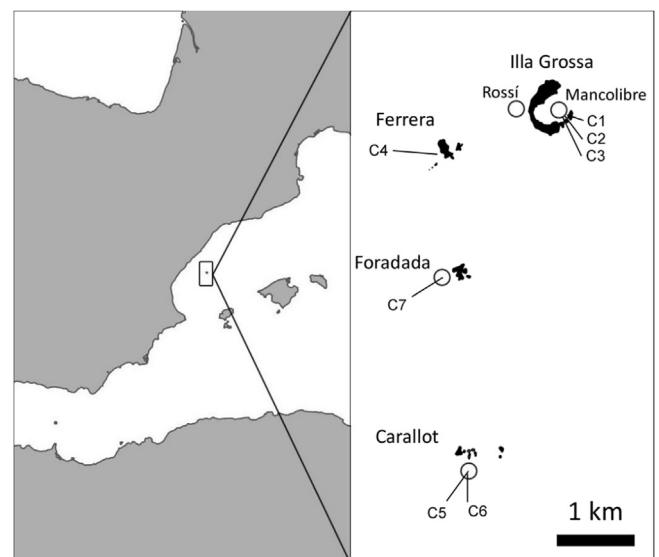 Illa Grossa
Rossí
Mancolibre
C1
C2
C3
Ferrera
C4
Foradada
C7
Carallot
C5 C6
1 km